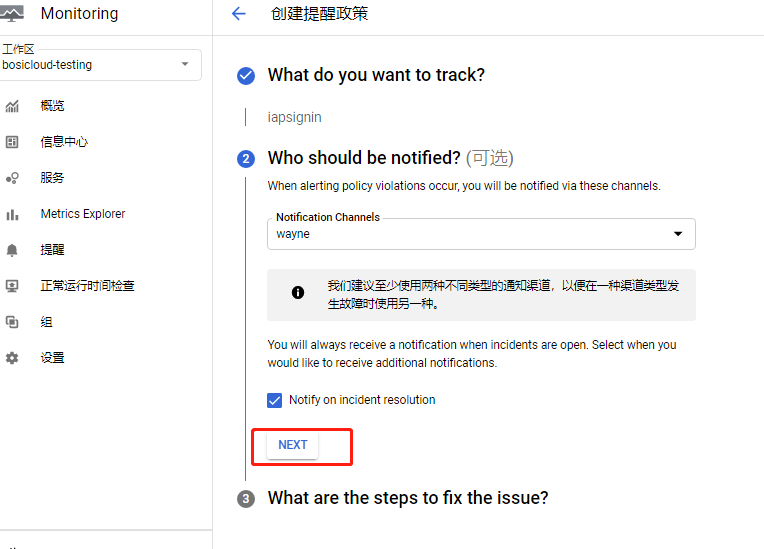 Monitoring
创建提醒政策
工作区
bosicloud-testing
概览
信息中心
服务
Metrics Explorer
提醒
正常运行时间检查
组
设置
What do you want to track?
iapsignin
2
Who should be notified? (可选)
When alerting policy violations occur, you will be notified via these channels.
Notification Channels
wayne
我们建议至少使用两种不同类型的通知渠道，以便在一种渠道类型发
生故障时使用另一种。
You will always receive a notification when incidents are open. Select when you
would like to receive additional notifications.
Notify on incident resolution
NEXT
3
What are the steps to fix the issue?